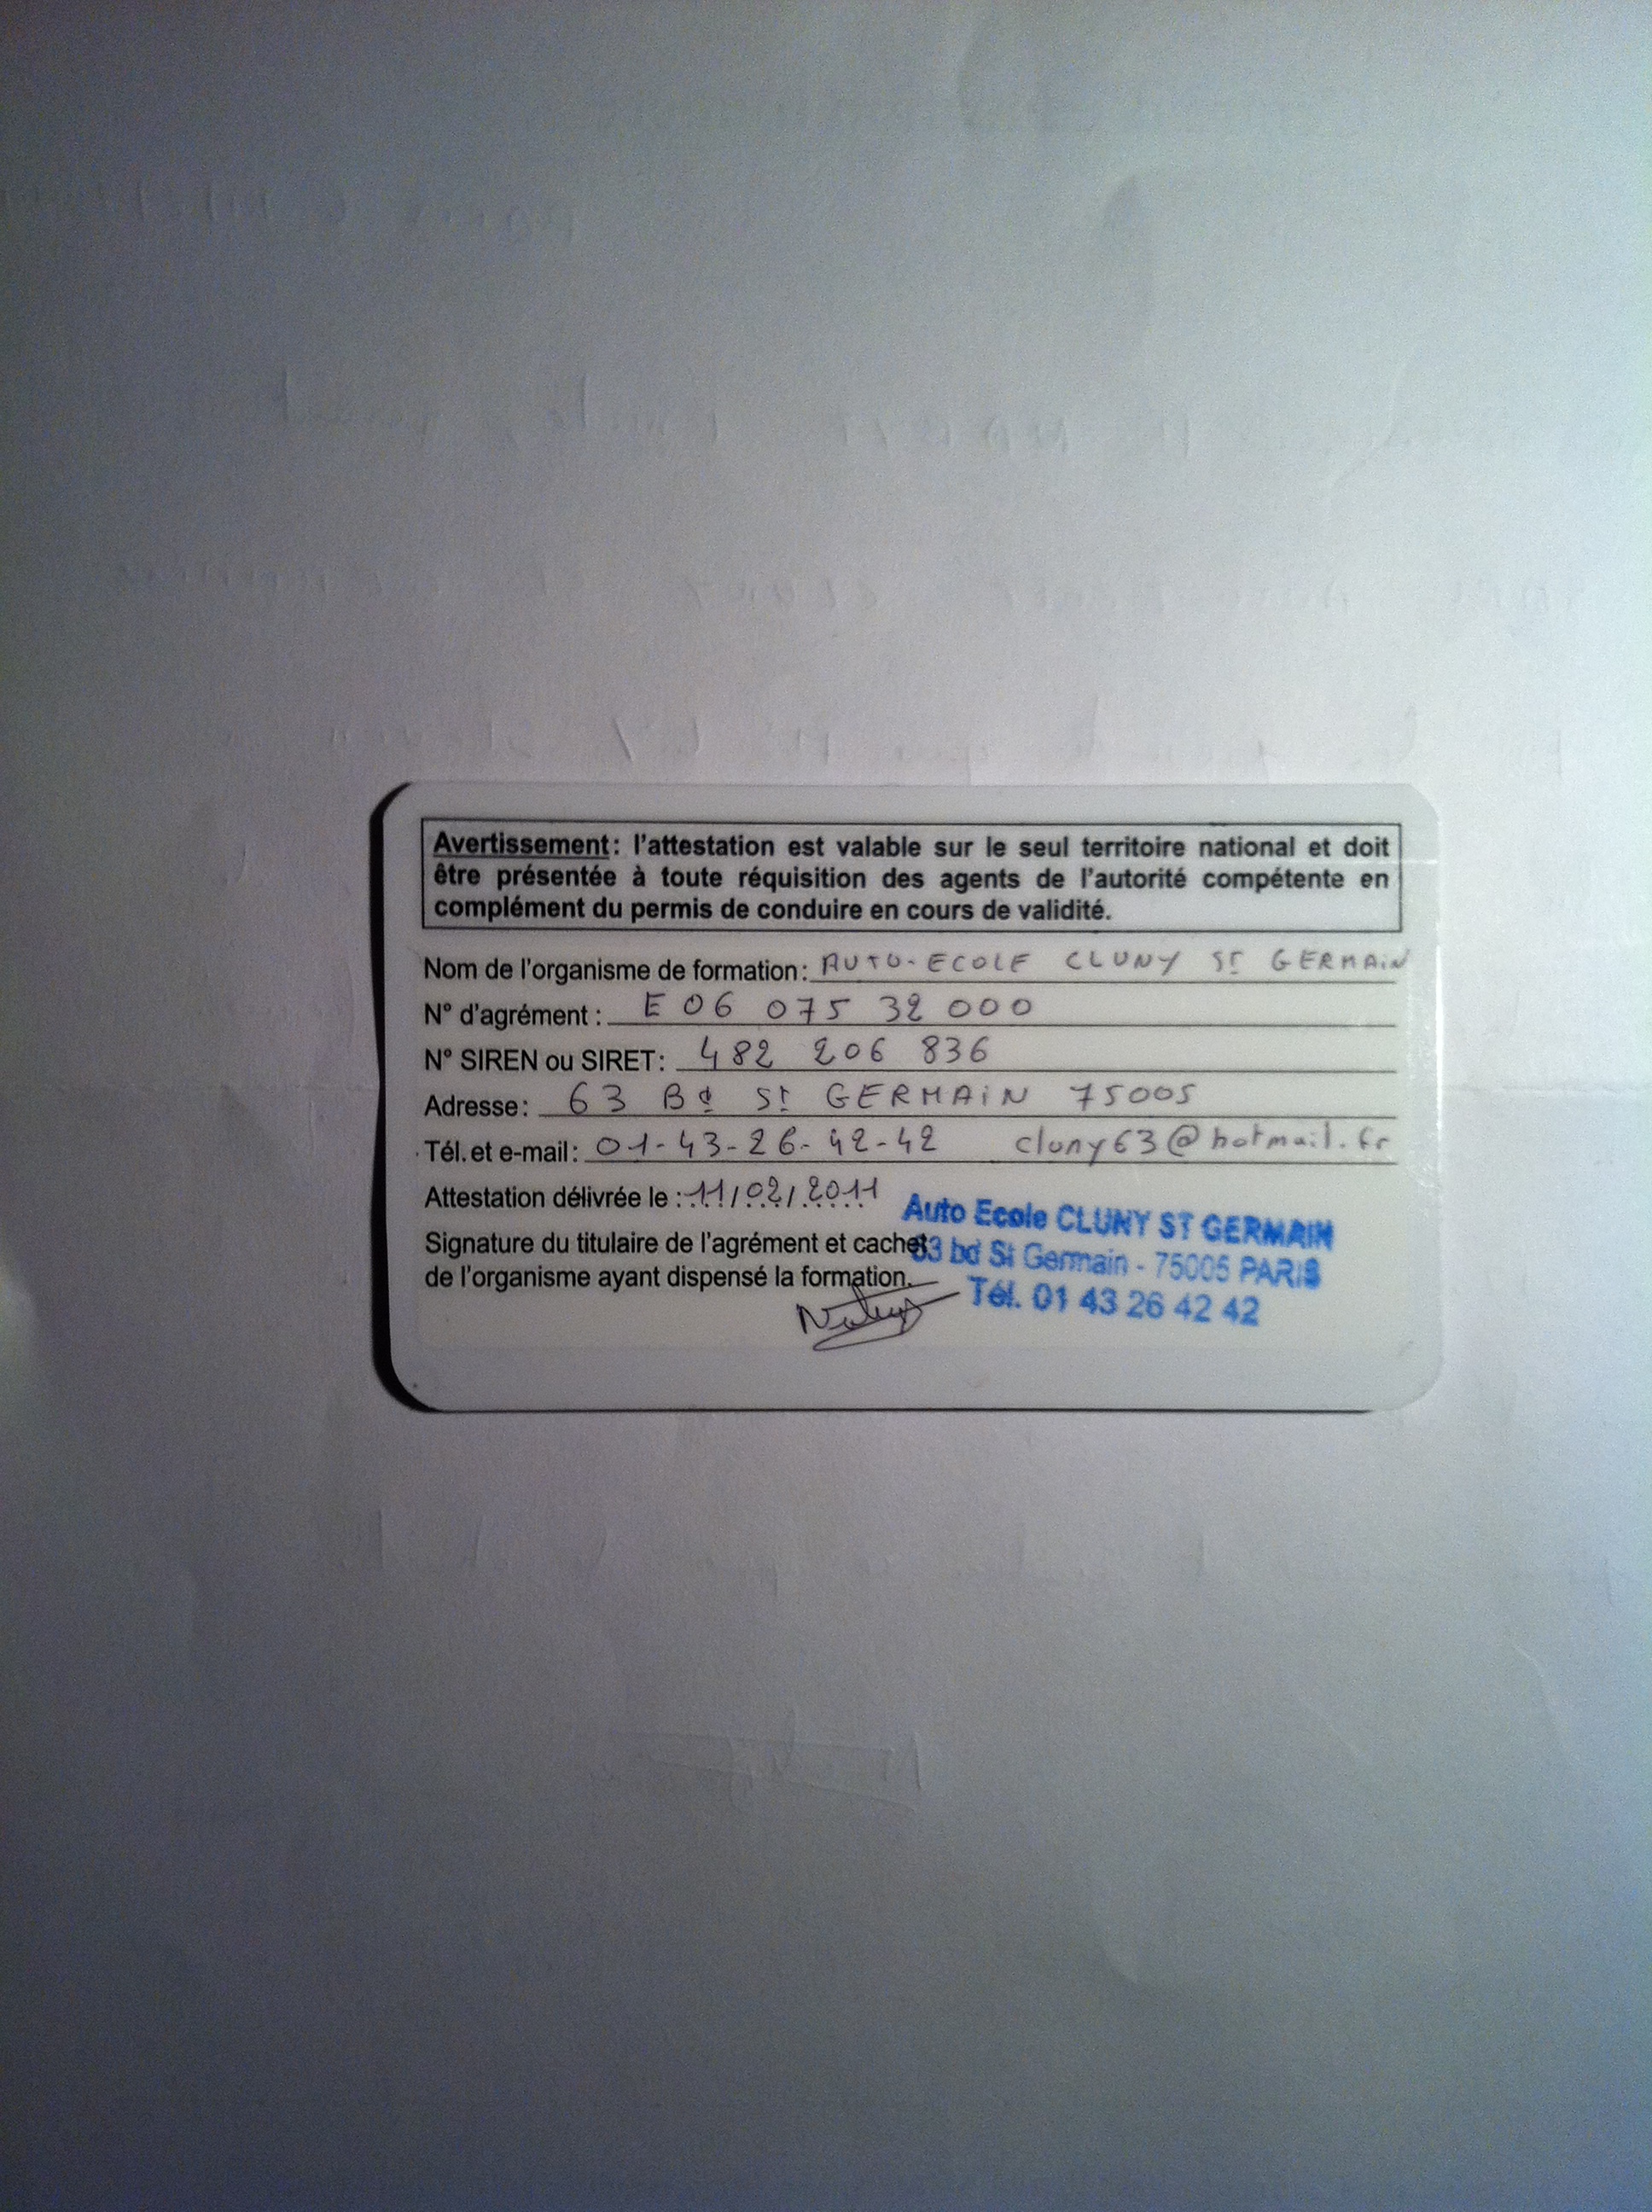 Avertissement : l'attestation est valable sur le seul territoire national et doit
être présentée à toute réquisition des agents de l'autorité compétente en
complément du permis de conduire en cours de validité.
Nom de l'organisme de formation : AUTO-ECOLE CLUNY St GERMAIN
N° d'agrément : E 06 075 32 000
N° SIREN ou SIRET : 482 206 836
Adresse : 63 Bd St GERMAIN 75005
Tél. et e-mail : 01-43-26-42-42 cluny63@hotmail.fr
Attestation délivrée le : 11/02/2011
Signature du titulaire de l'agrément et cachet
de l'organisme ayant dispensé la formation.
Auto Ecole CLUNY ST GERMAIN
63 bd St Germain - 75005 PARIS
Tél. 01 43 26 42 42